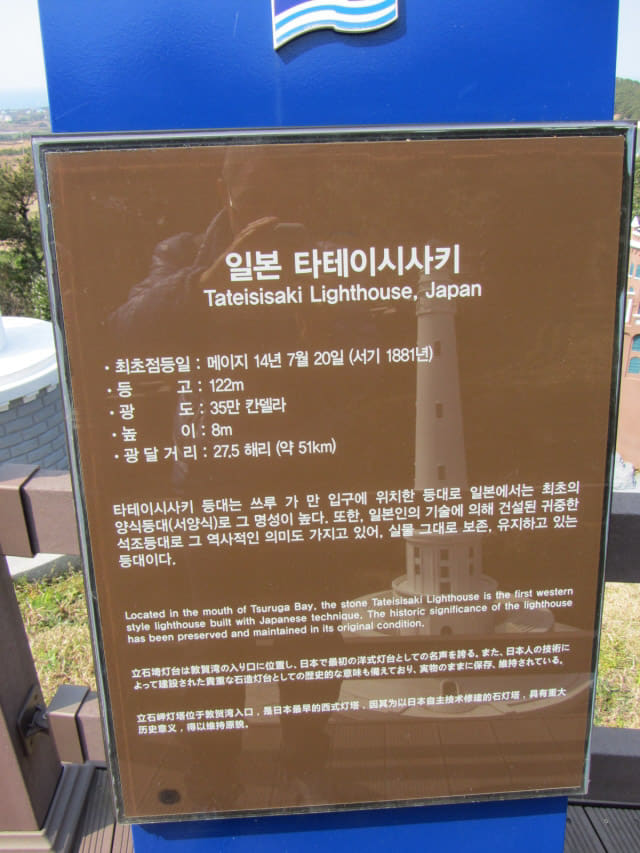 일본 타테이시사키
Tateisisaki Lighthouse, Japan
· 최초점등일 : 메이지 14년 7월 20일 (서기 1881년)
· 등 고 : 122m
· 광 도 : 35만 칸델라
· 높 이 : 8m
· 광 달 거 리 : 27.5 해리 (약 51km)
타테이시사키 등대는 쓰루 가 만 입구에 위치한 등대로 일본에서는 최초의
양식등대(서양식)로 그 명성이 높다. 또한, 일본인의 기술에 의해 건설된 귀중한
석조등대로 그 역사적인 의미도 가지고 있어, 실물 그대로 보존, 유지하고 있는
등대이다.
Located in the mouth of Tsuruga Bay, the stone Tateisisaki Lighthouse is the first western
style lighthouse built with Japanese technique. The historic significance of the lighthouse
has been preserved and maintained in its original condition.
立石埼灯台は敦賀湾の入り口に位置し、日本で最初の洋式灯台としての名声を誇る。また、日本人の技術に
よって建設された貴重な石造灯台としての歴史的な意味も備えており、実物のままに保存、維持されている。
立石岬灯塔位于敦贺湾入口，是日本最早的西式灯塔，因其为以日本自主技术修建的石灯塔，具有重大
历史意义，得以维持原貌。